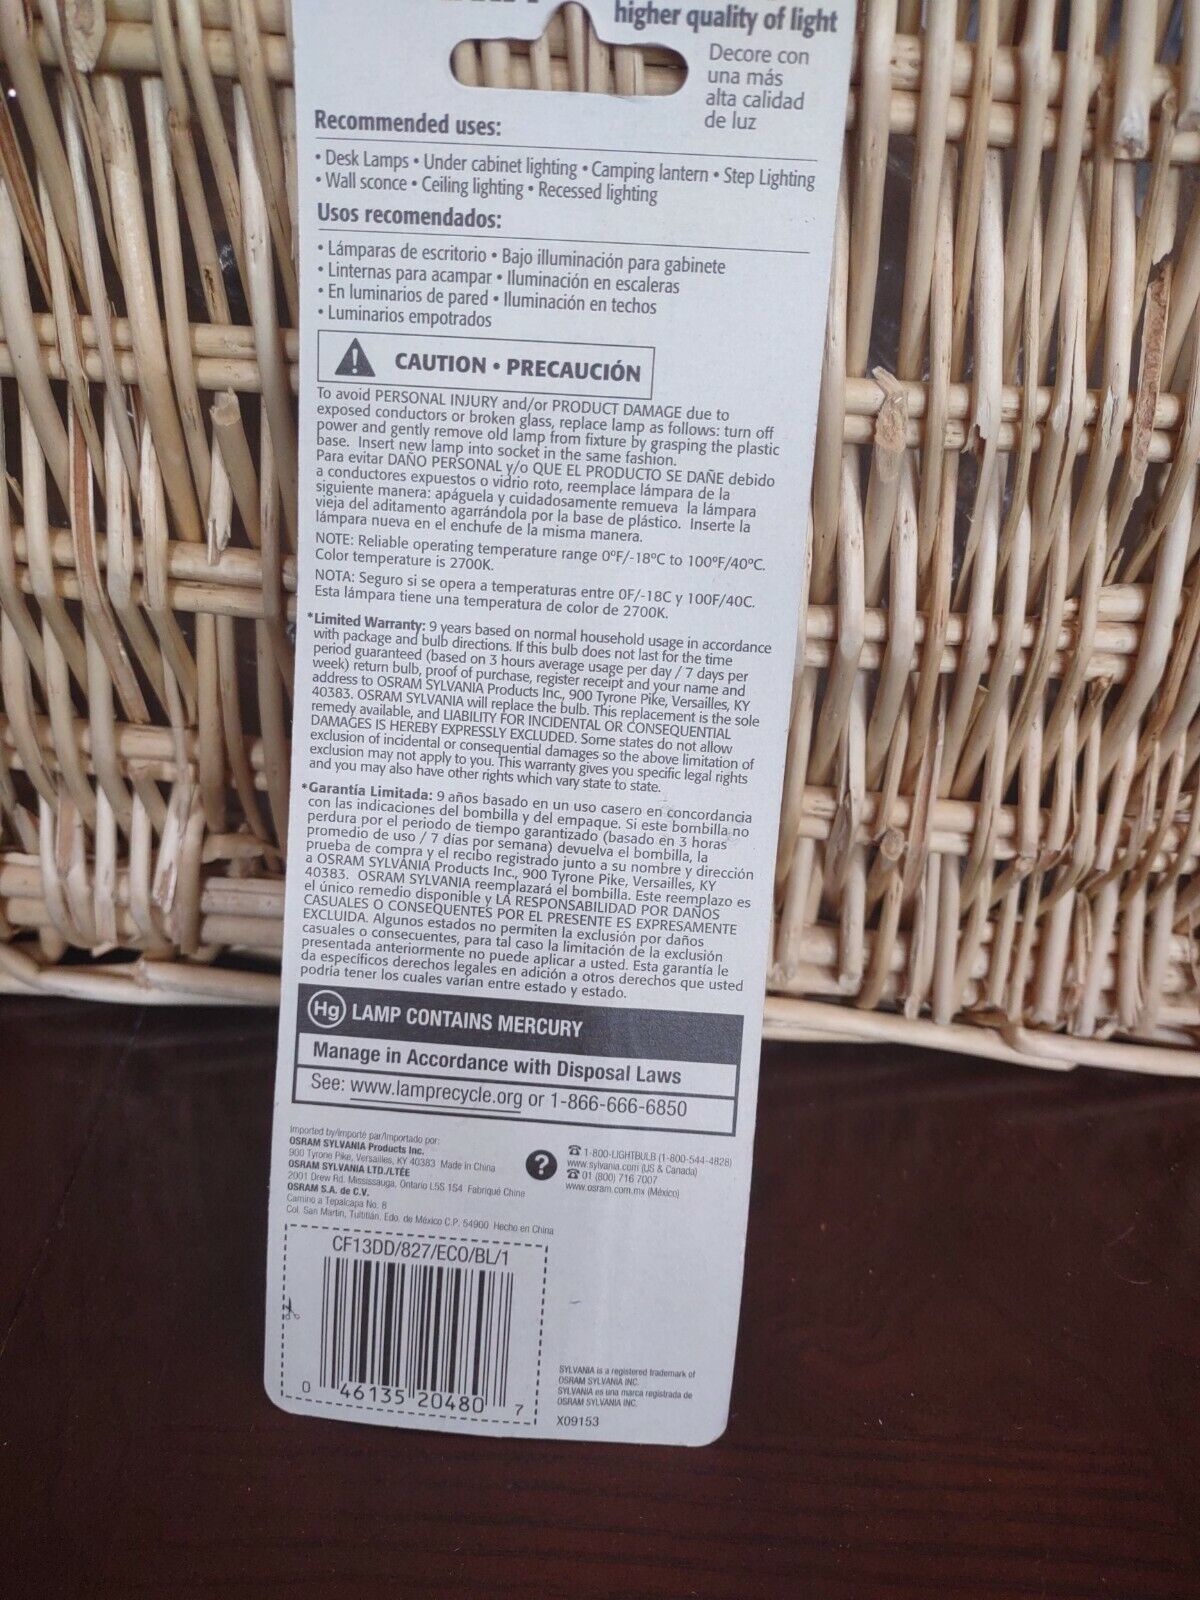 higher quality of light
Decore con
una más
alta calidad
de luz
Recommended uses:
• Desk Lamps • Under cabinet lighting • Camping lantern • Step Lighting
• Wall sconce • Ceiling lighting • Recessed lighting
Usos recomendados:
• Lámparas de escritorio • Bajo illuminación para gabinete
• Linternas para acampar • Iluminación en escaleras
• En luminarios de pared • Iluminación en techos
• Luminarios empotrados
CAUTION • PRECAUCIÓN
To avoid PERSONAL INJURY and/or PRODUCT DAMAGE due to
exposed conductors or broken glass, replace lamp as follows: turn off
power and gently remove old lamp from fixture by grasping the plastic
base. Insert new lamp into socket in the same fashion.
Para evitar DAÑO PERSONAL y/o QUE EL PRODUCTO SE DAÑE debido
a conductores expuestos o vidrio roto, reemplace lámpara de la
siguiente manera: apáguela y cuidadosamente remueva la lámpara
vieja del aditamento agarrándola por la base de plástico. Inserte la
lámpara nueva en el enchufe de la misma manera.
NOTE: Reliable operating temperature range 0ºF/-18ºC to 100ºF/40ºC.
Color temperature is 2700K.
NOTA: Seguro si se opera a temperaturas entre 0F/-18C y 100F/40C.
Esta lámpara tiene una temperatura de color de 2700K.
*Limited Warranty: 9 years based on normal household usage in accordance
with package and bulb directions. If this bulb does not last for the time
period guaranteed (based on 3 hours average usage per day / 7 days per
week) return bulb, proof of purchase, register receipt and your name and
address to OSRAM SYLVANIA Products Inc., 900 Tyrone Pike, Versailles, KY
40383. OSRAM SYLVANIA will replace the bulb. This replacement is the sole
remedy available, and LIABILITY FOR INCIDENTAL OR CONSEQUENTIAL
DAMAGES IS HEREBY EXPRESSLY EXCLUDED. Some states do not allow
exclusion of incidental or consequential damages so the above limitation of
exclusion may not apply to you. This warranty gives you specific legal rights
and you may also have other rights which vary state to state.
*Garantía Limitada: 9 años basado en un uso casero en concordancia
con las indicaciones del bombilla y del empaque. Si este bombilla no
perdura por el periodo de tiempo garantizado (basado en 3 horas
promedio de uso / 7 días por semana) devuelva el bombilla, la
prueba de compra y el recibo registrado junto a su nombre y dirección
a OSRAM SYLVANIA Products Inc., 900 Tyrone Pike, Versailles, KY
40383. OSRAM SYLVANIA reemplazará el bombilla. Este reemplazo es
el único remedio disponible y LA RESPONSABILIDAD POR DAÑOS
CASUALES O CONSEQUENTES POR EL PRESENTE ES EXPRESAMENTE
EXCLUIDA. Algunos estados no permiten la exclusión por daños
casuales o consecuentes, para tal caso la limitación de la exclusión
presentada anteriormente no puede aplicar a usted. Esta garantía le
da específicos derechos legales en adición a otros derechos que usted
podría tener los cuales varían entre estado y estado.
Hg LAMP CONTAINS MERCURY
Manage in Accordance with Disposal Laws
See: www.lamprecycle.org or 1-866-666-6850
Imported by/Importé par/Importado por:
OSRAM SYLVANIA Products Inc.
900 Tyrone Pike, Versailles, KY 40383 Made in China
OSRAM SYLVANIA LTD./LTÉE
2001 Drew Rd. Mississauga, Ontario L5S 1S4 Fabriqué Chine
OSRAM S.A. de C.V.
Camino a Tepalcapa No. 8
Col. San Martin, Tultitlán, Edo. de México C.P. 54900 Hecho en China
?
☎ 1-800-LIGHTBULB (1-800-544-4828)
www.sylvania.com (US & Canada)
☎ 01 (800) 716 7007
www.osram.com.mx (México)
CF13DD/827/ECO/BL/1
0 46135 20480 7
SYLVANIA is a registered trademark of
OSRAM SYLVANIA INC.
SYLVANIA es una marca registrada de
OSRAM SYLVANIA INC.
X09153